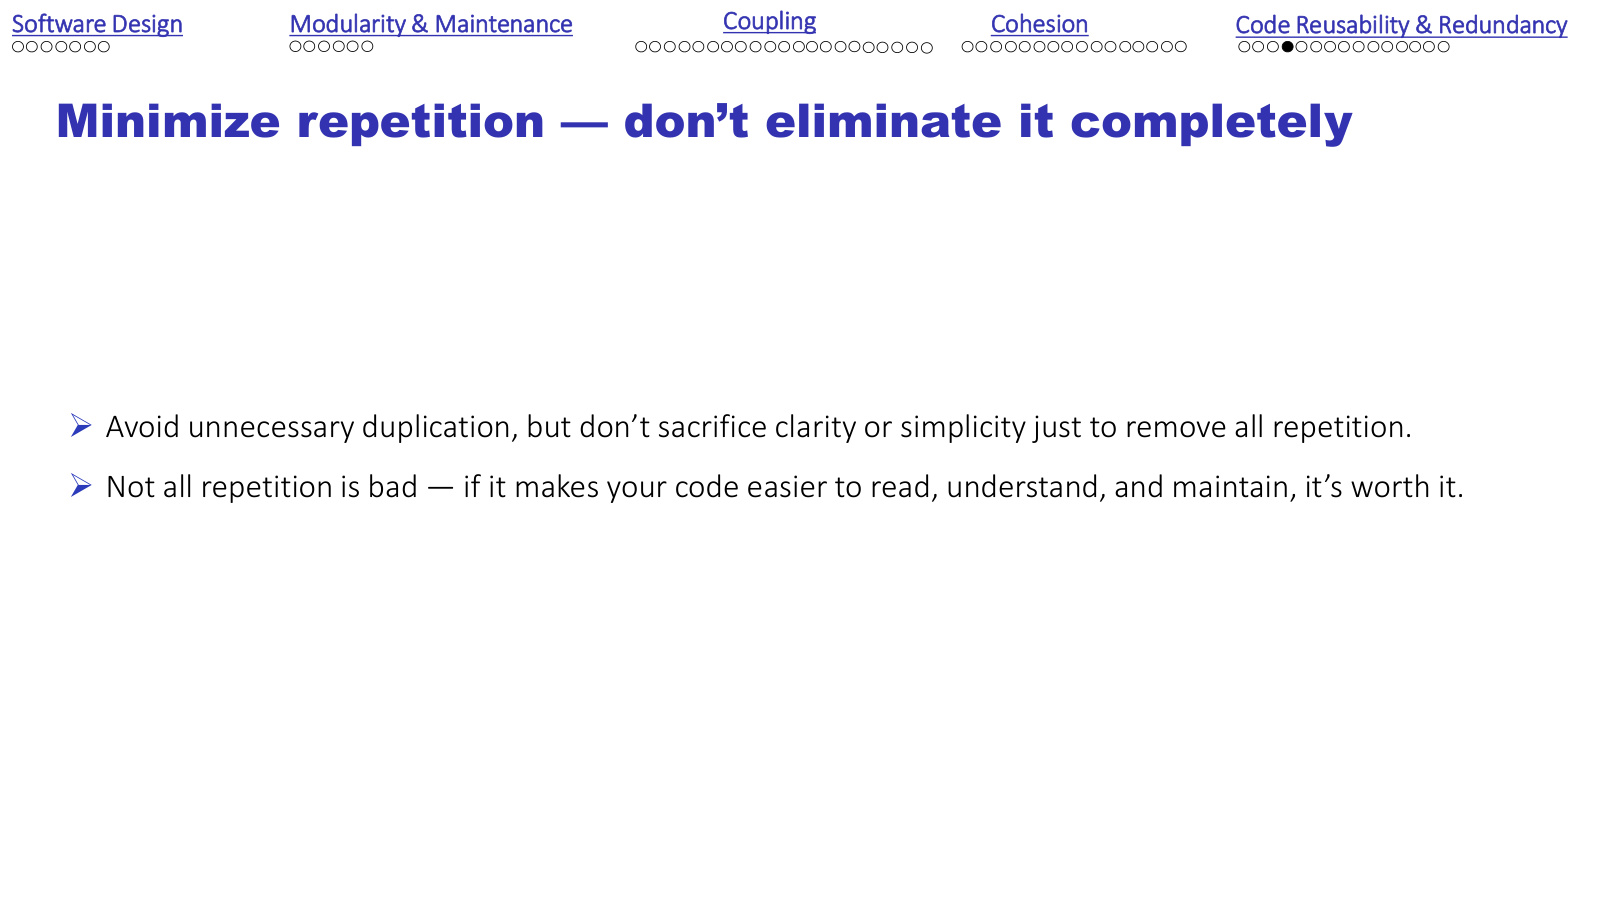 Software Design
Modularity & Maintenance
Coupling
Cohesion
Code Reusability & Redundancy
Minimize repetition — don’t eliminate it completely
Avoid unnecessary duplication, but don’t sacrifice clarity or simplicity just to remove all repetition.
Not all repetition is bad — if it makes your code easier to read, understand, and maintain, it’s worth it.